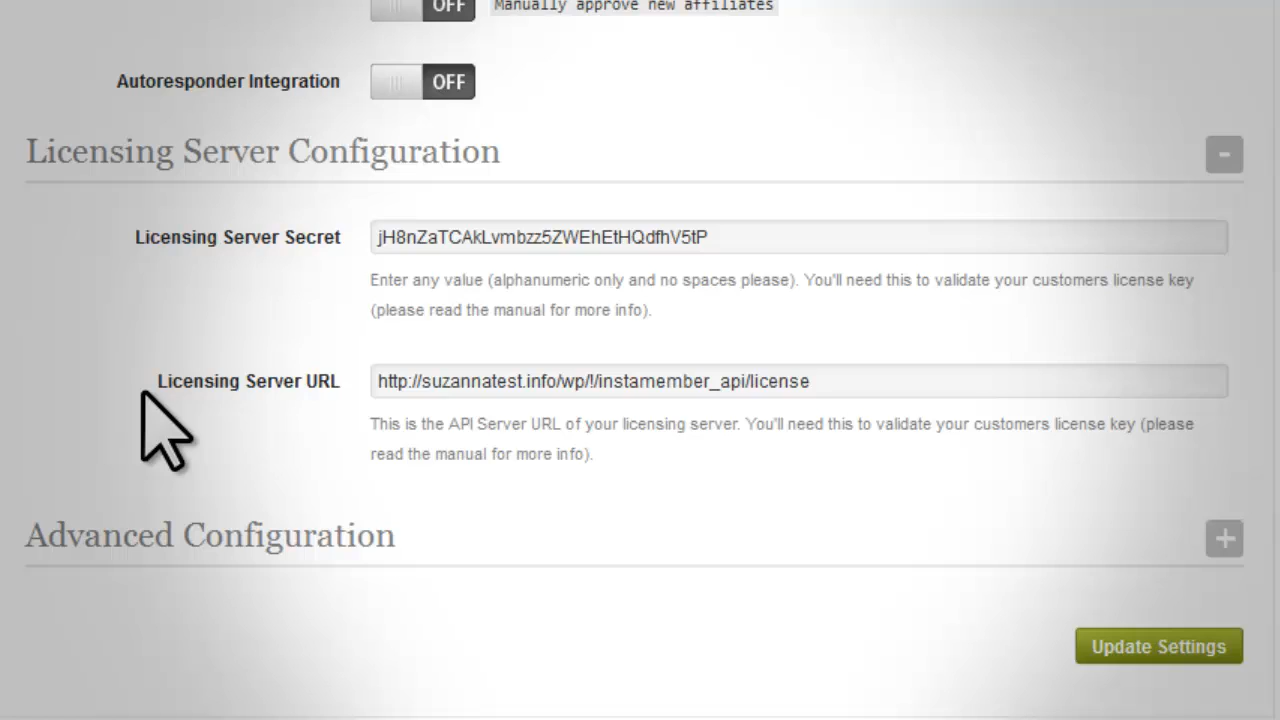 OFF Manually approve new affiliates
Autoresponder Integration OFF
Licensing Server Configuration -
Licensing Server Secret jH8nZaTCAkLvmbzz5ZWEhEtHQdfhV5tP
Enter any value (alphanumeric only and no spaces please). You'll need this to validate your customers license key
(please read the manual for more info).
Licensing Server URL http://suzannatest.info/wp/!/instamember_api/license
This is the API Server URL of your licensing server. You'll need this to validate your customers license key (please
read the manual for more info).
Advanced Configuration +
Update Settings